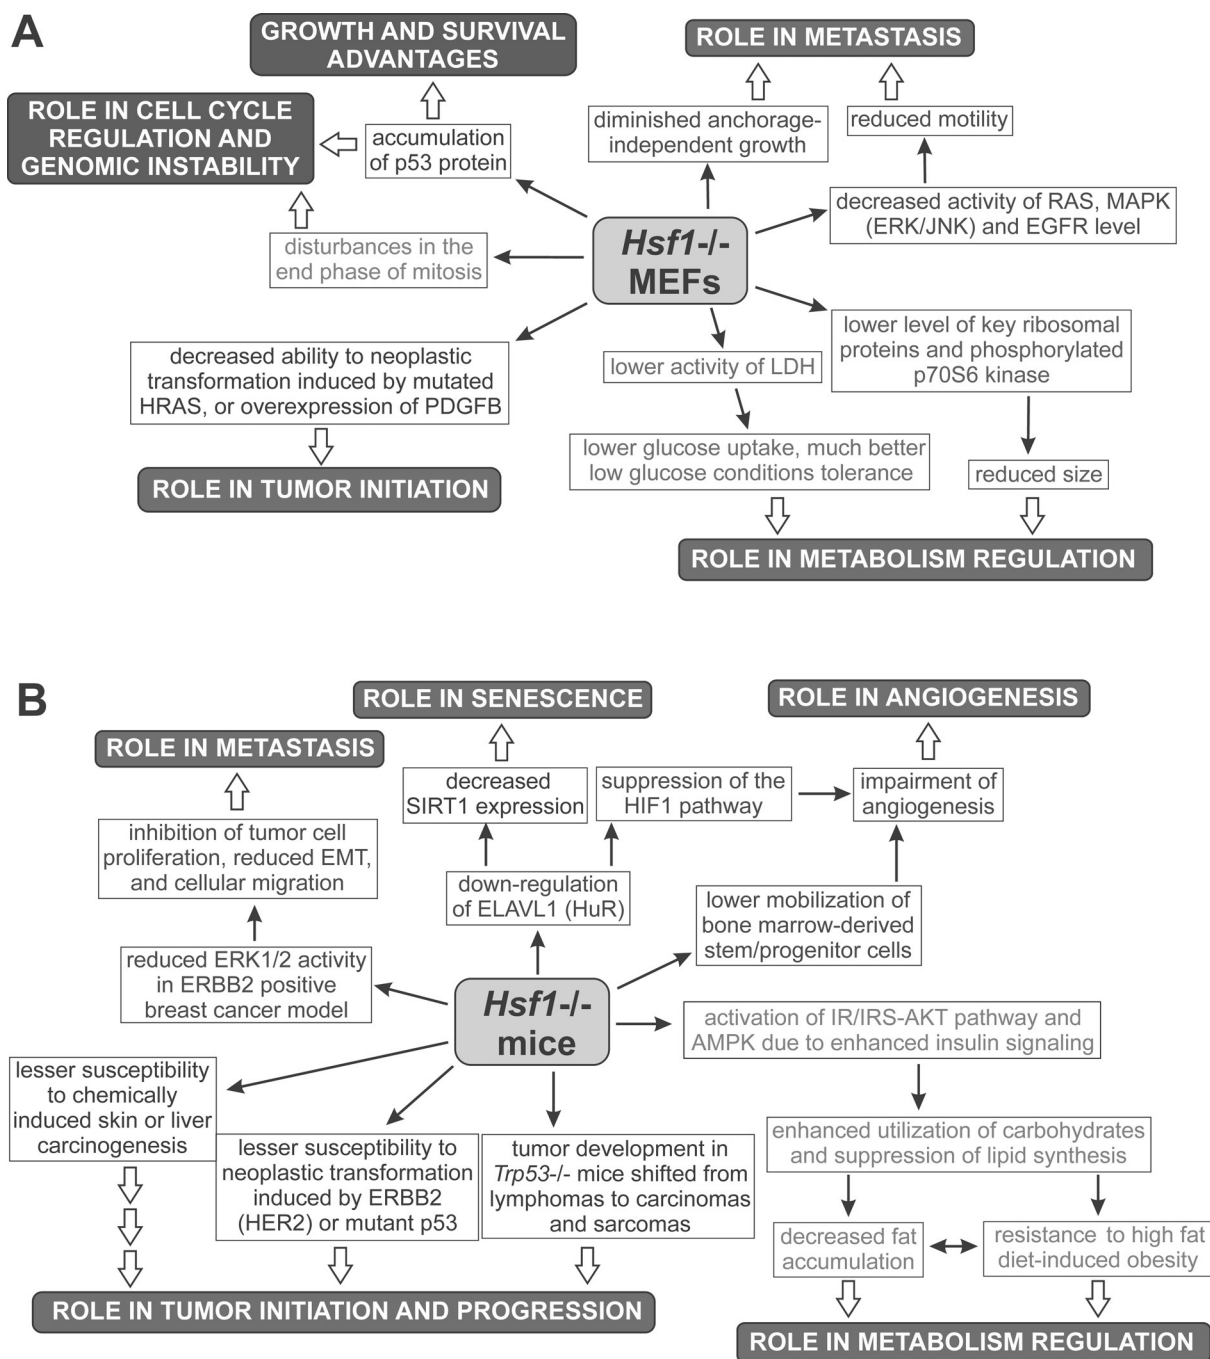 A
GROWTH AND SURVIVAL
ADVANTAGES
ROLE IN METASTASIS
ROLE IN CELL CYCLE
REGULATION AND
GENOMIC INSTABILITY
accumulation
of p53 protein
diminished anchorage-
independent growth
reduced motility
disturbances in the
end phase of mitosis
Hsf1-/-
MEFs
decreased activity of RAS, MAPK
(ERK/JNK) and EGFR level
decreased ability to neoplastic
transformation induced by mutated
HRAS, or overexpression of PDGFB
lower activity of LDH
lower level of key ribosomal
proteins and phosphorylated
p70S6 kinase
lower glucose uptake, much better
low glucose conditions tolerance
reduced size
ROLE IN TUMOR INITIATION
ROLE IN METABOLISM REGULATION
B
ROLE IN SENESCENCE
ROLE IN ANGIOGENESIS
ROLE IN METASTASIS
decreased
SIRT1 expression
suppression of the
HIF1 pathway
impairment of
angiogenesis
inhibition of tumor cell
proliferation, reduced EMT,
and cellular migration
down-regulation
of ELAVL1 (HuR)
lower mobilization of
bone marrow-derived
stem/progenitor cells
reduced ERK1/2 activity
in ERBB2 positive
breast cancer model
Hsf1-/-
mice
activation of IR/IRS-AKT pathway and
AMPK due to enhanced insulin signaling
lesser susceptibility
to chemically
induced skin or liver
carcinogenesis
lesser susceptibility to
neoplastic transformation
induced by ERBB2
(HER2) or mutant p53
tumor development in
Trp53-/- mice shifted from
lymphomas to carcinomas
and sarcomas
enhanced utilization of carbohydrates
and suppression of lipid synthesis
decreased fat
accumulation
resistance to high fat
diet-induced obesity
ROLE IN TUMOR INITIATION AND PROGRESSION
ROLE IN METABOLISM REGULATION